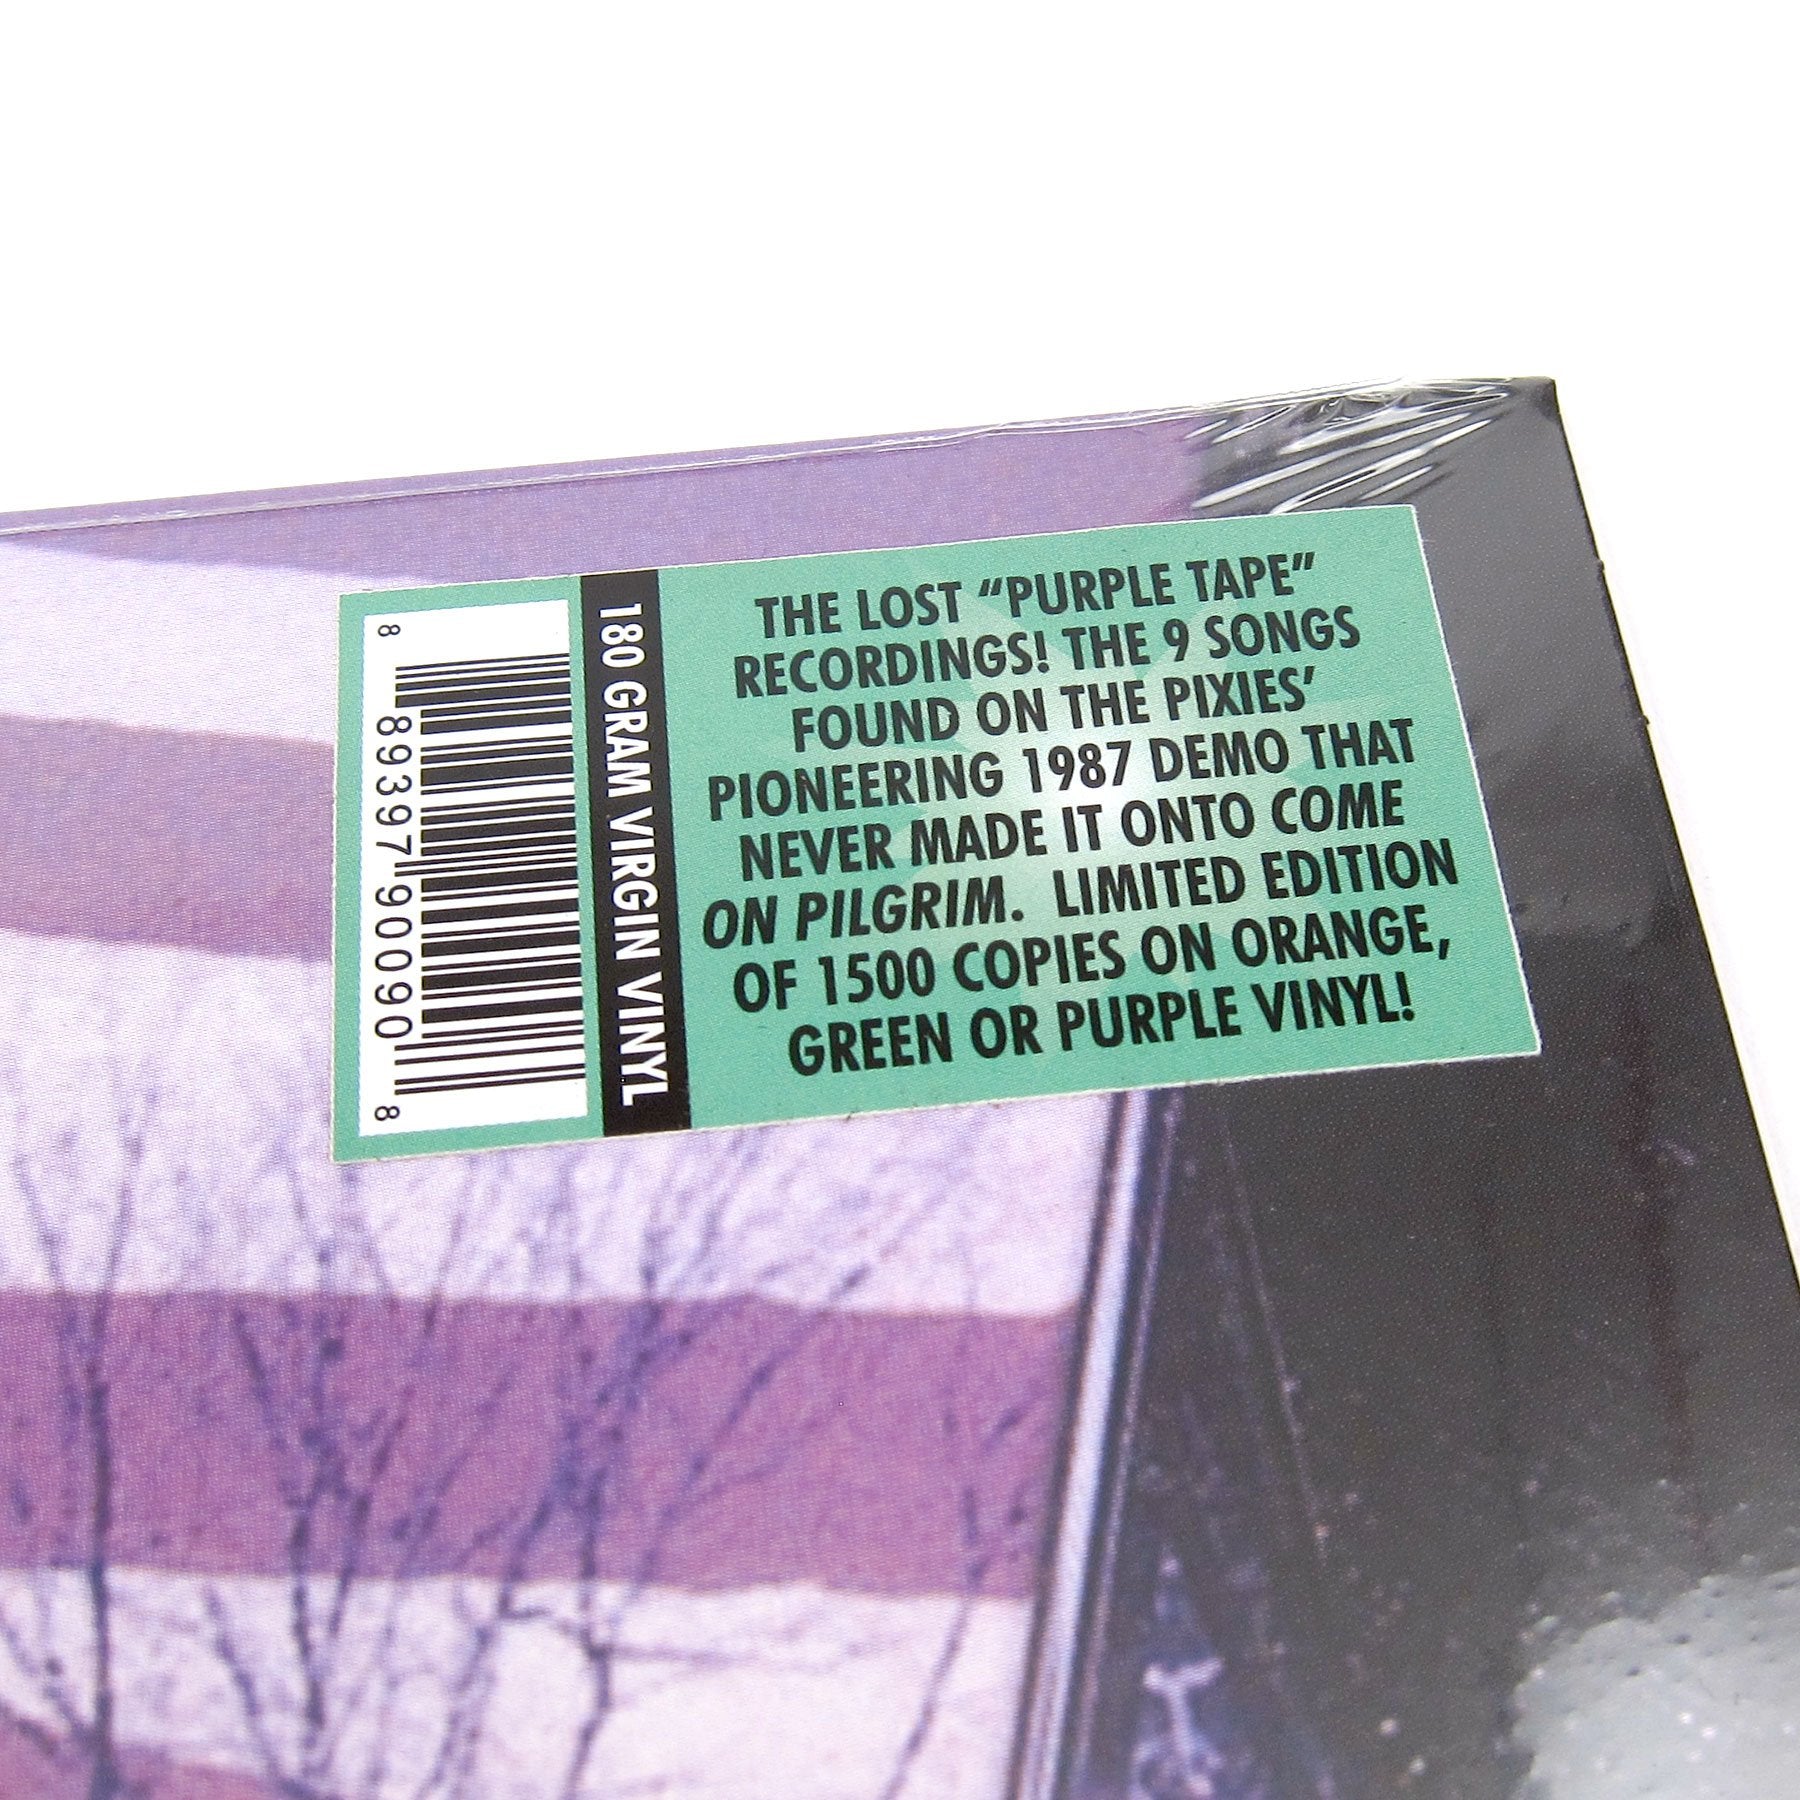 THE LOST “PURPLE TAPE”
RECORDINGS! THE 9 SONGS
FOUND ON THE PIXIES’
PIONEERING 1987 DEMO THAT
NEVER MADE IT ONTO COME
ON PILGRIM. LIMITED EDITION
OF 1500 COPIES ON ORANGE,
GREEN OR PURPLE VINYL!
180 GRAM VIRGIN VINYL
8 89397 90090 8